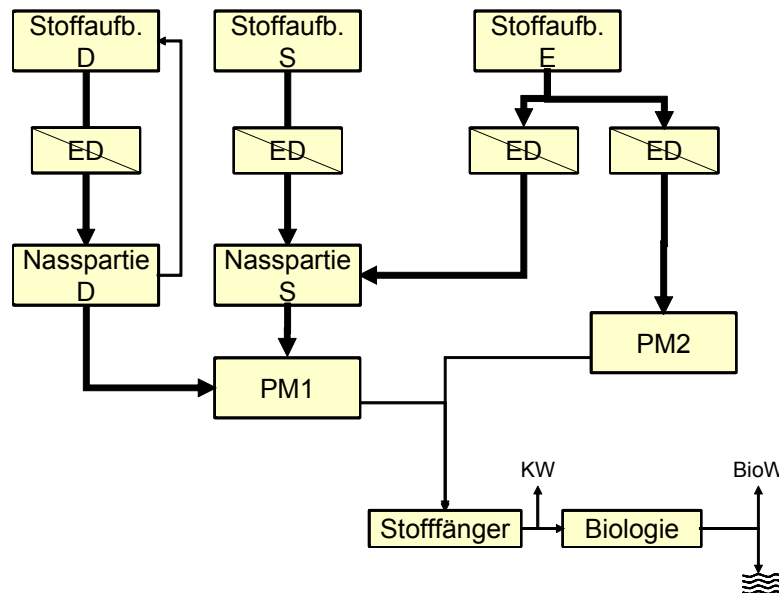 Stoffaufb.
D
Stoffaufb.
S
Stoffaufb.
E
ED
ED
ED
ED
Nasspartie
D
Nasspartie
S
PM1
PM2
KW
BioW
Stofffänger
Biologie